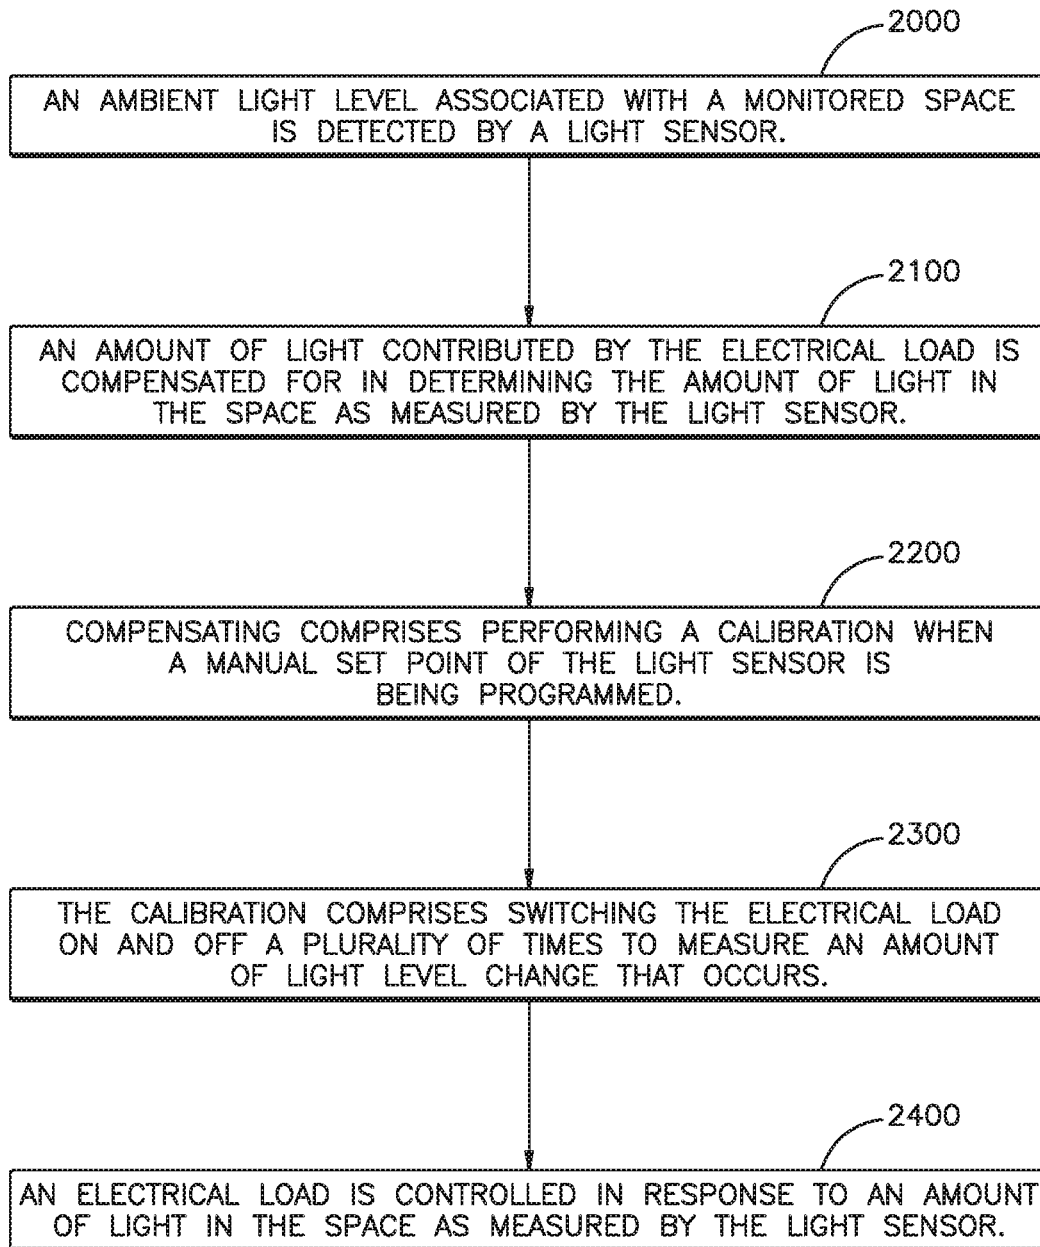 2000
AN AMBIENT LIGHT LEVEL ASSOCIATED WITH A MONITORED SPACE
IS DETECTED BY A LIGHT SENSOR.
2100
AN AMOUNT OF LIGHT CONTRIBUTED BY THE ELECTRICAL LOAD IS
COMPENSATED FOR IN DETERMINING THE AMOUNT OF LIGHT IN
THE SPACE AS MEASURED BY THE LIGHT SENSOR.
2200
COMPENSATING COMPRISES PERFORMING A CALIBRATION WHEN
A MANUAL SET POINT OF THE LIGHT SENSOR IS
BEING PROGRAMMED.
2300
THE CALIBRATION COMPRISES SWITCHING THE ELECTRICAL LOAD
ON AND OFF A PLURALITY OF TIMES TO MEASURE AN AMOUNT
OF LIGHT LEVEL CHANGE THAT OCCURS.
2400
AN ELECTRICAL LOAD IS CONTROLLED IN RESPONSE TO AN AMOUNT
OF LIGHT IN THE SPACE AS MEASURED BY THE LIGHT SENSOR.